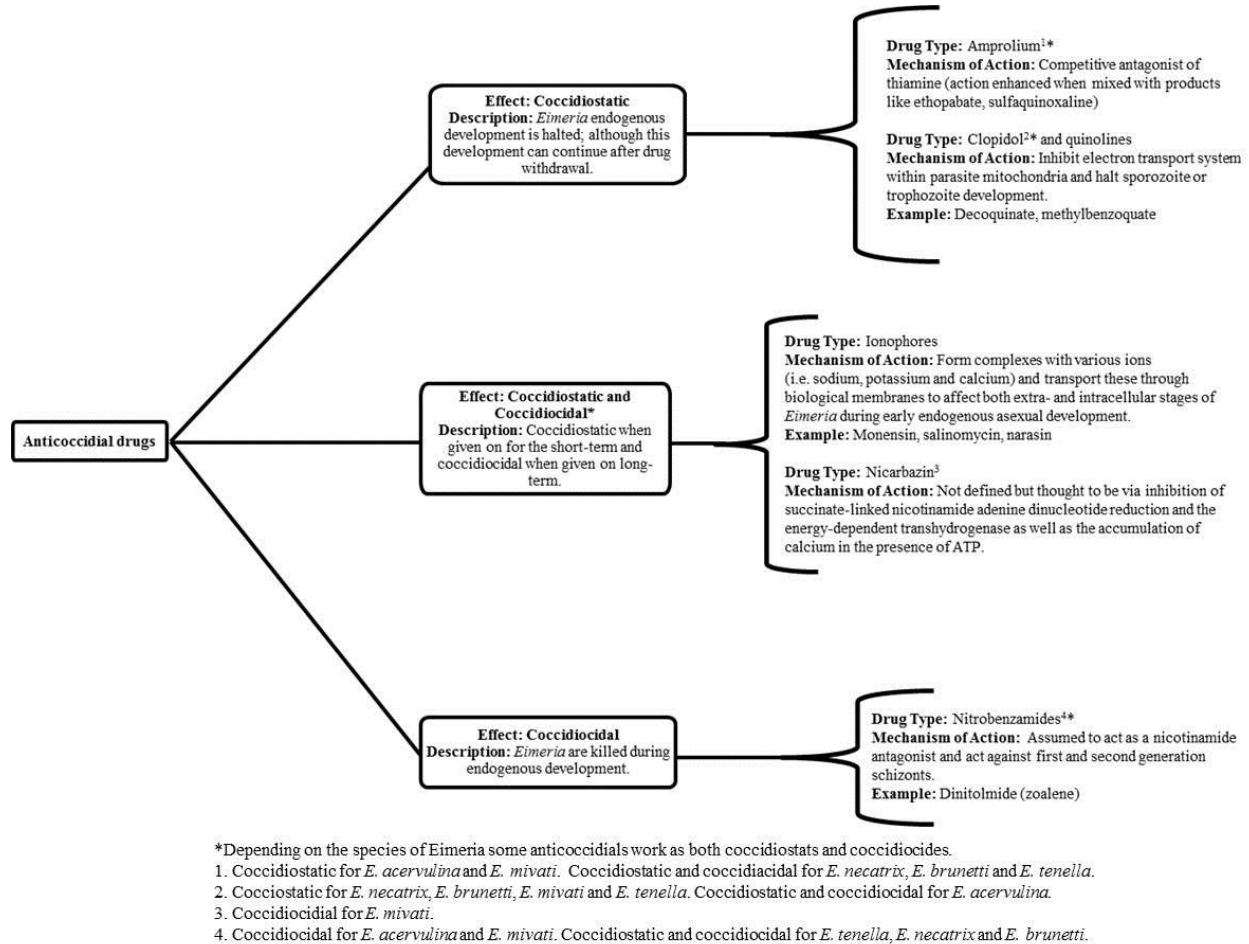 Anticoccidial drugs
Effect: Coccidiostatic
Description: Eimeria endogenous
development is halted; although this
development can continue after drug
withdrawal.
Drug Type: Amprolium1*
Mechanism of Action: Competitive antagonist of
thiamine (action enhanced when mixed with products
like ethopabate, sulfaquinoxaline)
Drug Type: Clopidol2* and quinolines
Mechanism of Action: Inhibit electron transport system
within parasite mitochondria and halt sporozoite or
trophozoite development.
Example: Decoquinate, methylbenzoquate
Effect: Coccidiostatic and
Coccidiocidal*
Description: Coccidiostatic when
given on for the short-term and
coccidiocidal when given on long-
term.
Drug Type: Ionophores
Mechanism of Action: Form complexes with various ions
(i.e. sodium, potassium and calcium) and transport these through
biological membranes to affect both extra- and intracellular stages of
Eimeria during early endogenous asexual development.
Example: Monensin, salinomycin, narasin
Drug Type: Nicarbazin3
Mechanism of Action: Not defined but thought to be via inhibition of
succinate-linked nicotinamide adenine dinucleotide reduction and the
energy-dependent transhydrogenase as well as the accumulation of
calcium in the presence of ATP.
Effect: Coccidiocidal
Description: Eimeria are killed during
endogenous development.
Drug Type: Nitrobenzamides4*
Mechanism of Action: Assumed to act as a nicotinamide
antagonist and act against first and second generation
schizonts.
Example: Dinitolmide (zoalene)
*Depending on the species of Eimeria some anticoccidials work as both coccidiostats and coccidiocides.
1. Coccidiostatic for E. acervulina and E. mivati. Coccidiostatic and coccidiacidal for E. necatrix, E. brunetti and E. tenella.
2. Cocciostatic for E. necatrix, E. brunetti, E. mivati and E. tenella. Coccidiostatic and coccidiocidal for E. acervulina.
3. Coccidiocidial for E. mivati.
4. Coccidiocidal for E. acervulina and E. mivati. Coccidiostatic and coccidiocidal for E. tenella, E. necatrix and E. brunetti.